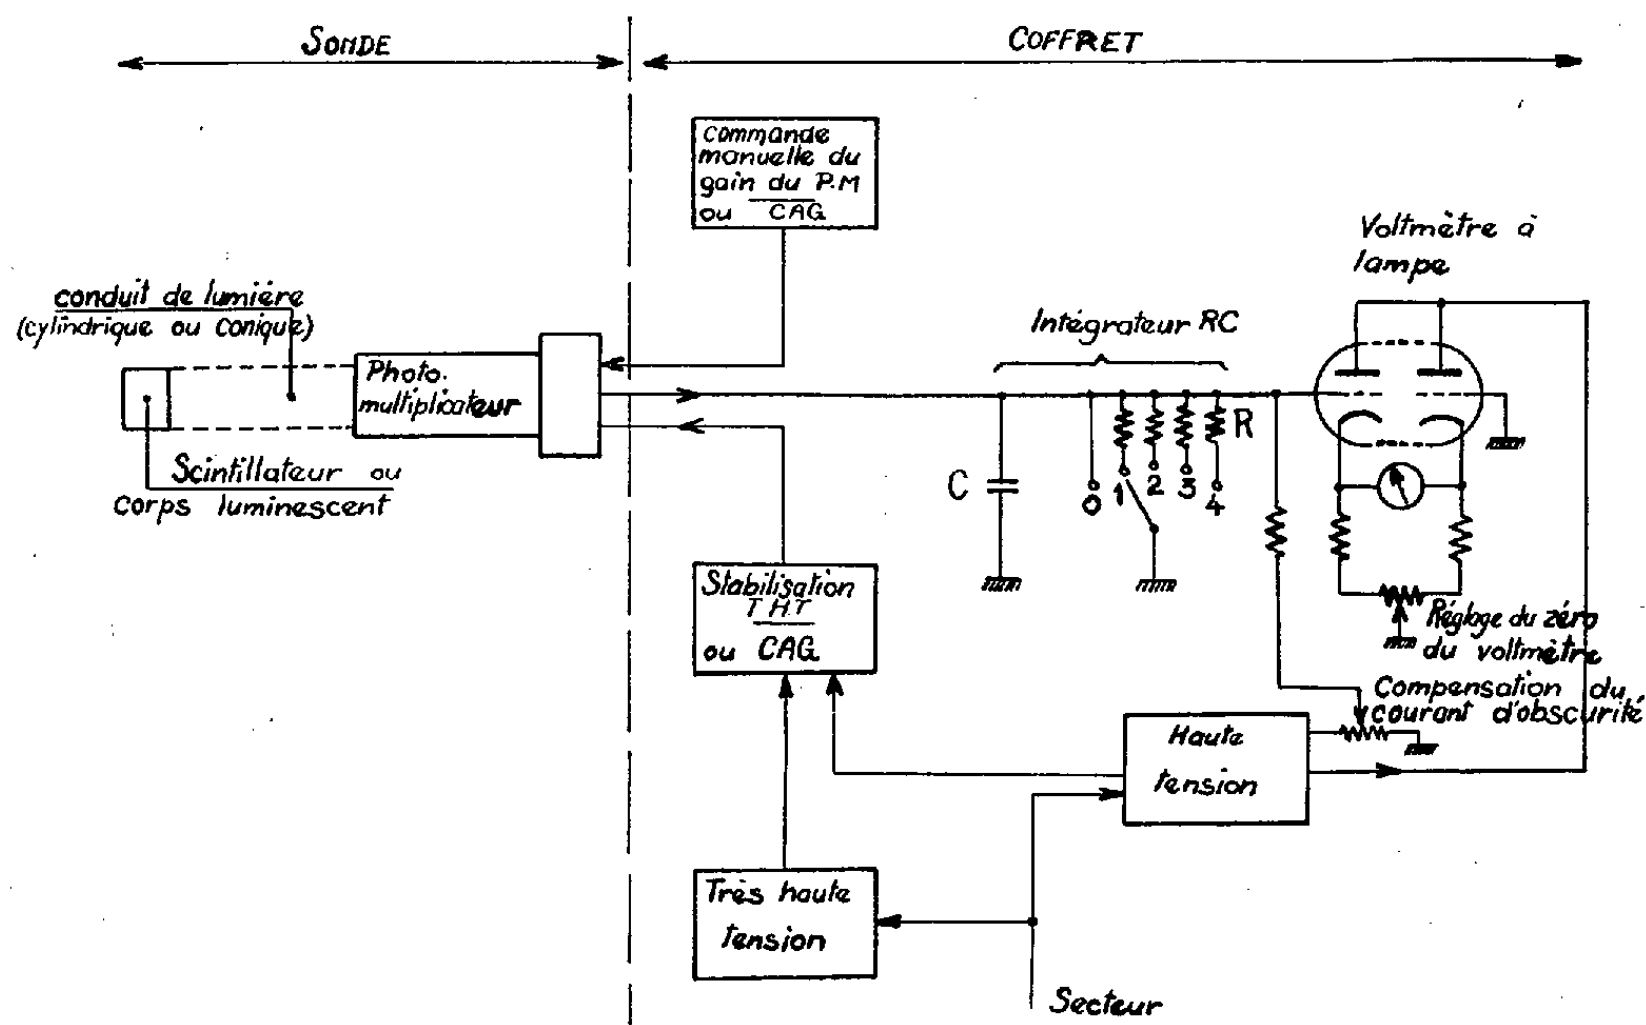 SONDE
COFFRET
Commande
manuelle du
gain du P.M
ou CAG
Voltmètre à
lampe
conduit de lumière
(cylindrique ou conique)
Intégrateur RC
Photo.
multiplicateur
R
Scintillateur ou
corps luminescent
C
0
1
2
3
4
Stabilisation
T.H.T
ou CAG
Réglage du zéro
du voltmètre
Compensation du
courant d'obscurité
Haute
tension
Très haute
tension
Secteur